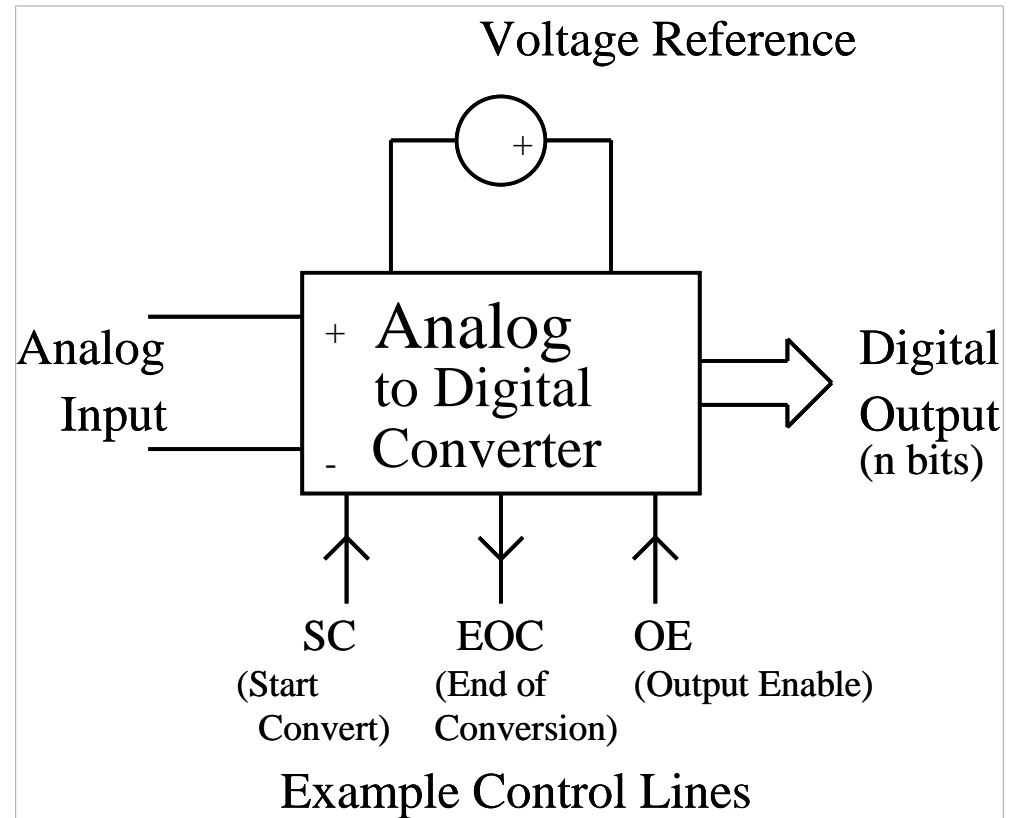 Voltage Reference
+
Analog
Input
+
-
Analog
to Digital
Converter
Digital
Output
(n bits)
SC
(Start
Convert)
EOC
(End of
Conversion)
OE
(Output Enable)
Example Control Lines